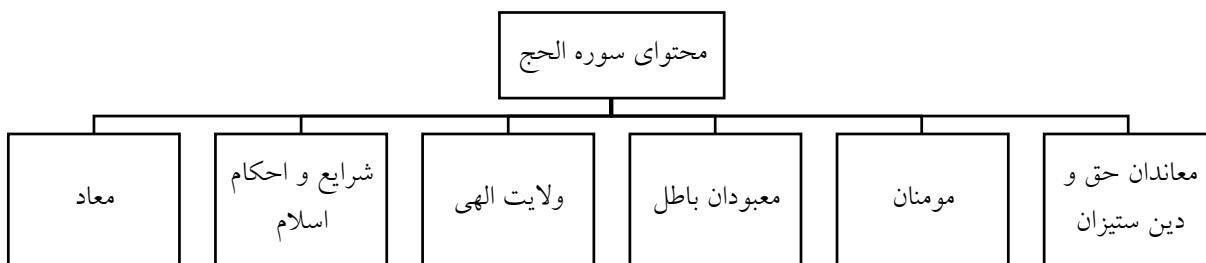 محتوای سوره الحج
معاندان حق و
دین ستیزان
مومنان
معبودان باطل
ولایت الهی
شرایع و احکام
اسلام
معاد